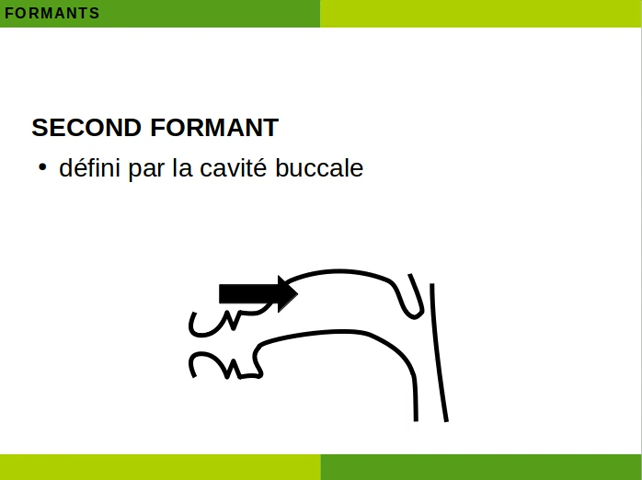 FORMANTS
SECOND FORMANT
• défini par la cavité buccale